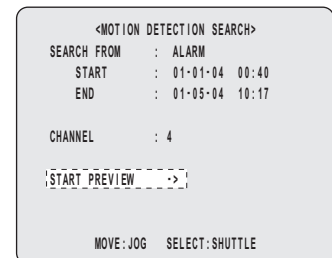 <MOTION DETECTION SEARCH>
SEARCH FROM : ALARM
START : 01-01-04 00:40
END : 01-05-04 10:17
CHANNEL : 4
START PREVIEW ->
MOVE:JOG SELECT:SHUTTLE